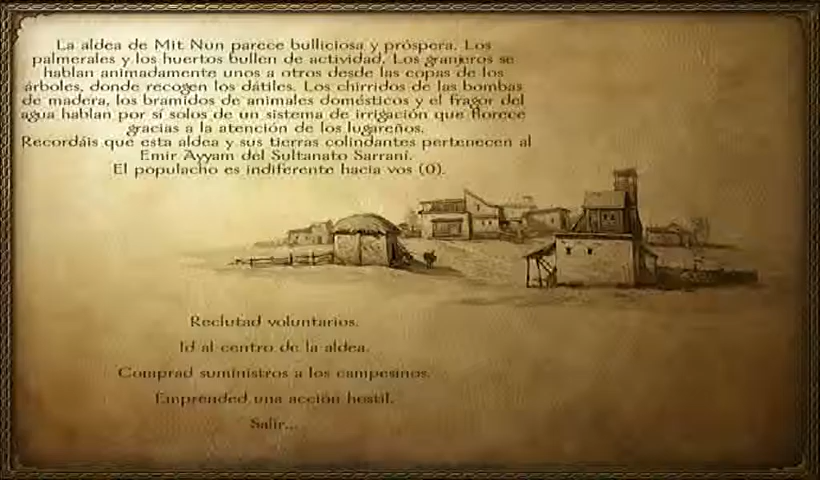 La aldea de Mit Nun parece bulliciosa y próspera. Los
palmerales y los huertos bullen de actividad. Los granjeros se
hablan animadamente unos a otros desde las copas de los
árboles, donde recogen los dátiles. Los chirridos de las bombas
de madera, los bramidos de animales domésticos y el fragor del
agua hablan por sí solos de un sistema de irrigación que florece
gracias a la atención de los lugareños.
Recordáis que esta aldea y sus tierras colindantes pertenecen al
Emir Ayyam del Sultanato Sarraní.
El populacho es indiferente hacia vos (0).
Reclutad voluntarios.
Id al centro de la aldea.
Comprad suministros a los campesinos.
Emprended una acción hostil.
Salir...